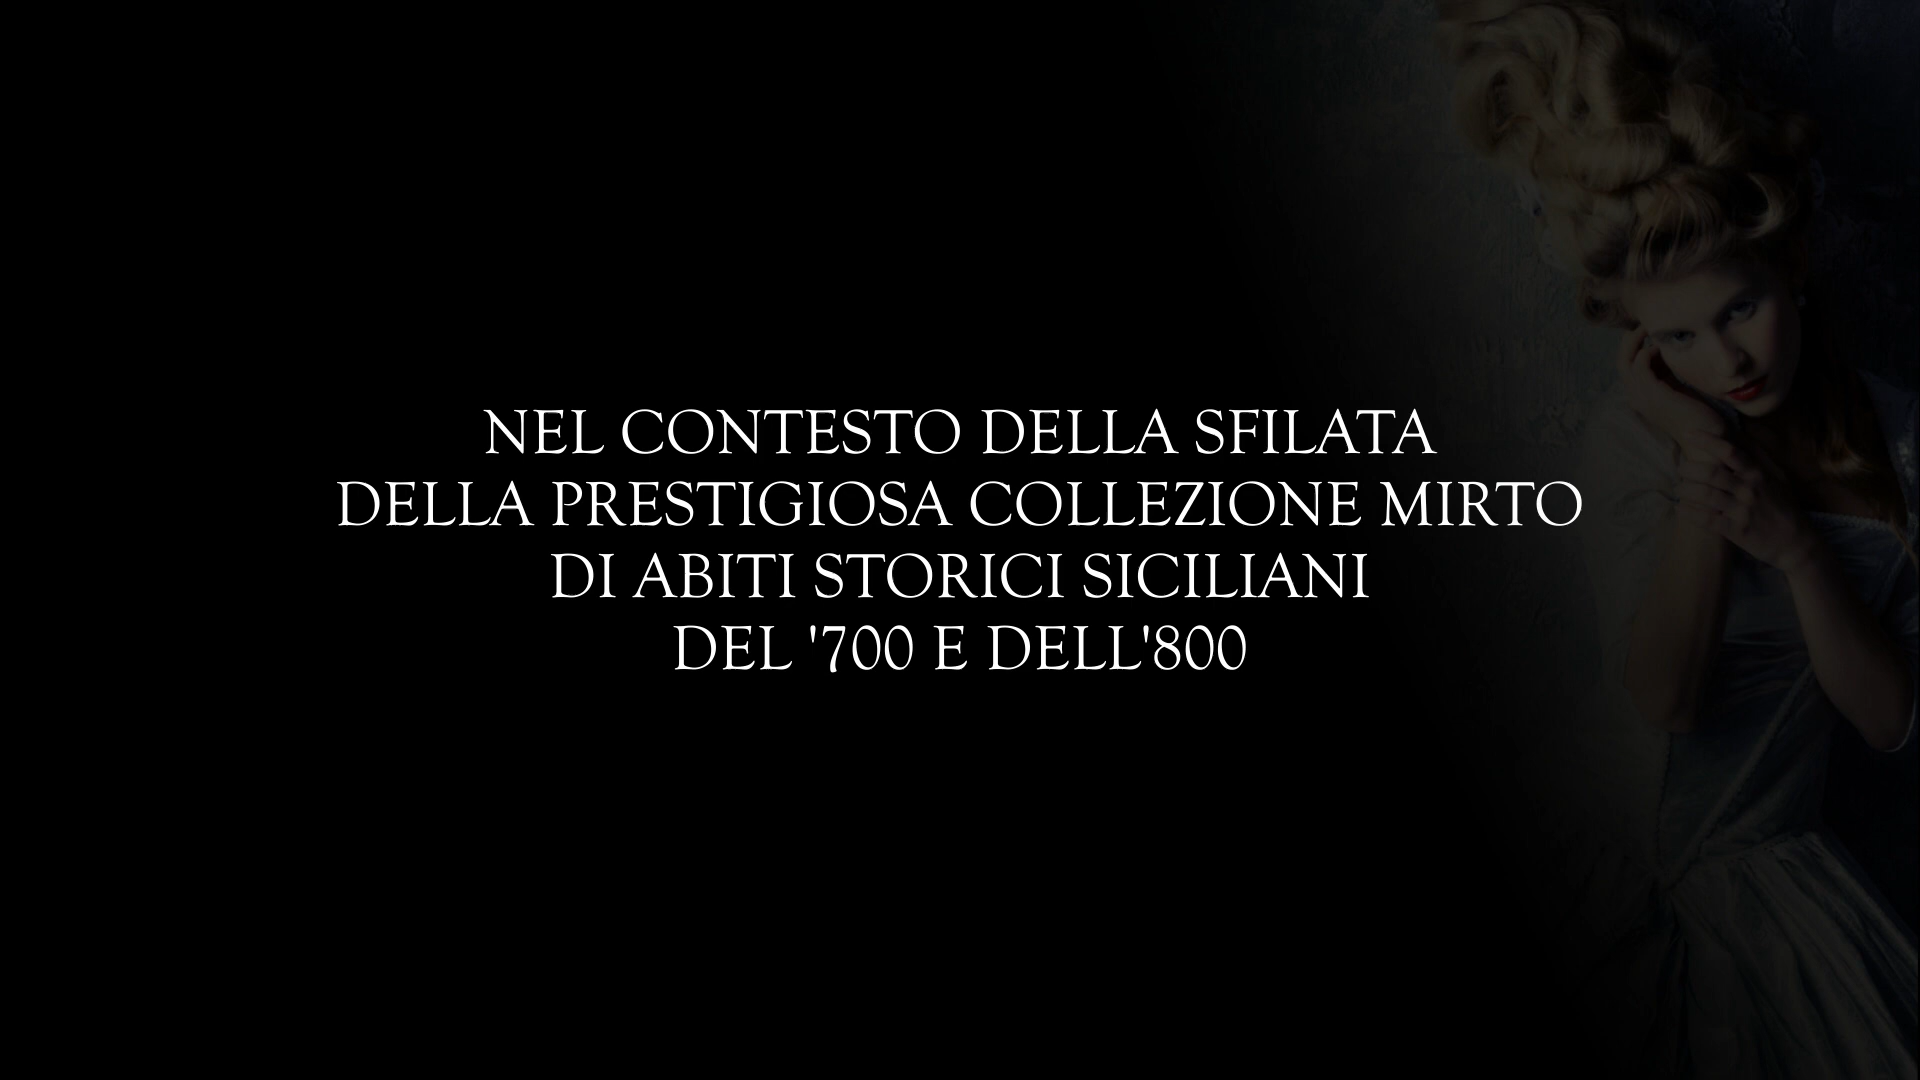 NEL CONTESTO DELLA SFILATA
DELLA PRESTIGIOSA COLLEZIONE MIRTO
DI ABITI STORICI SICILIANI
DEL '700 E DELL'800